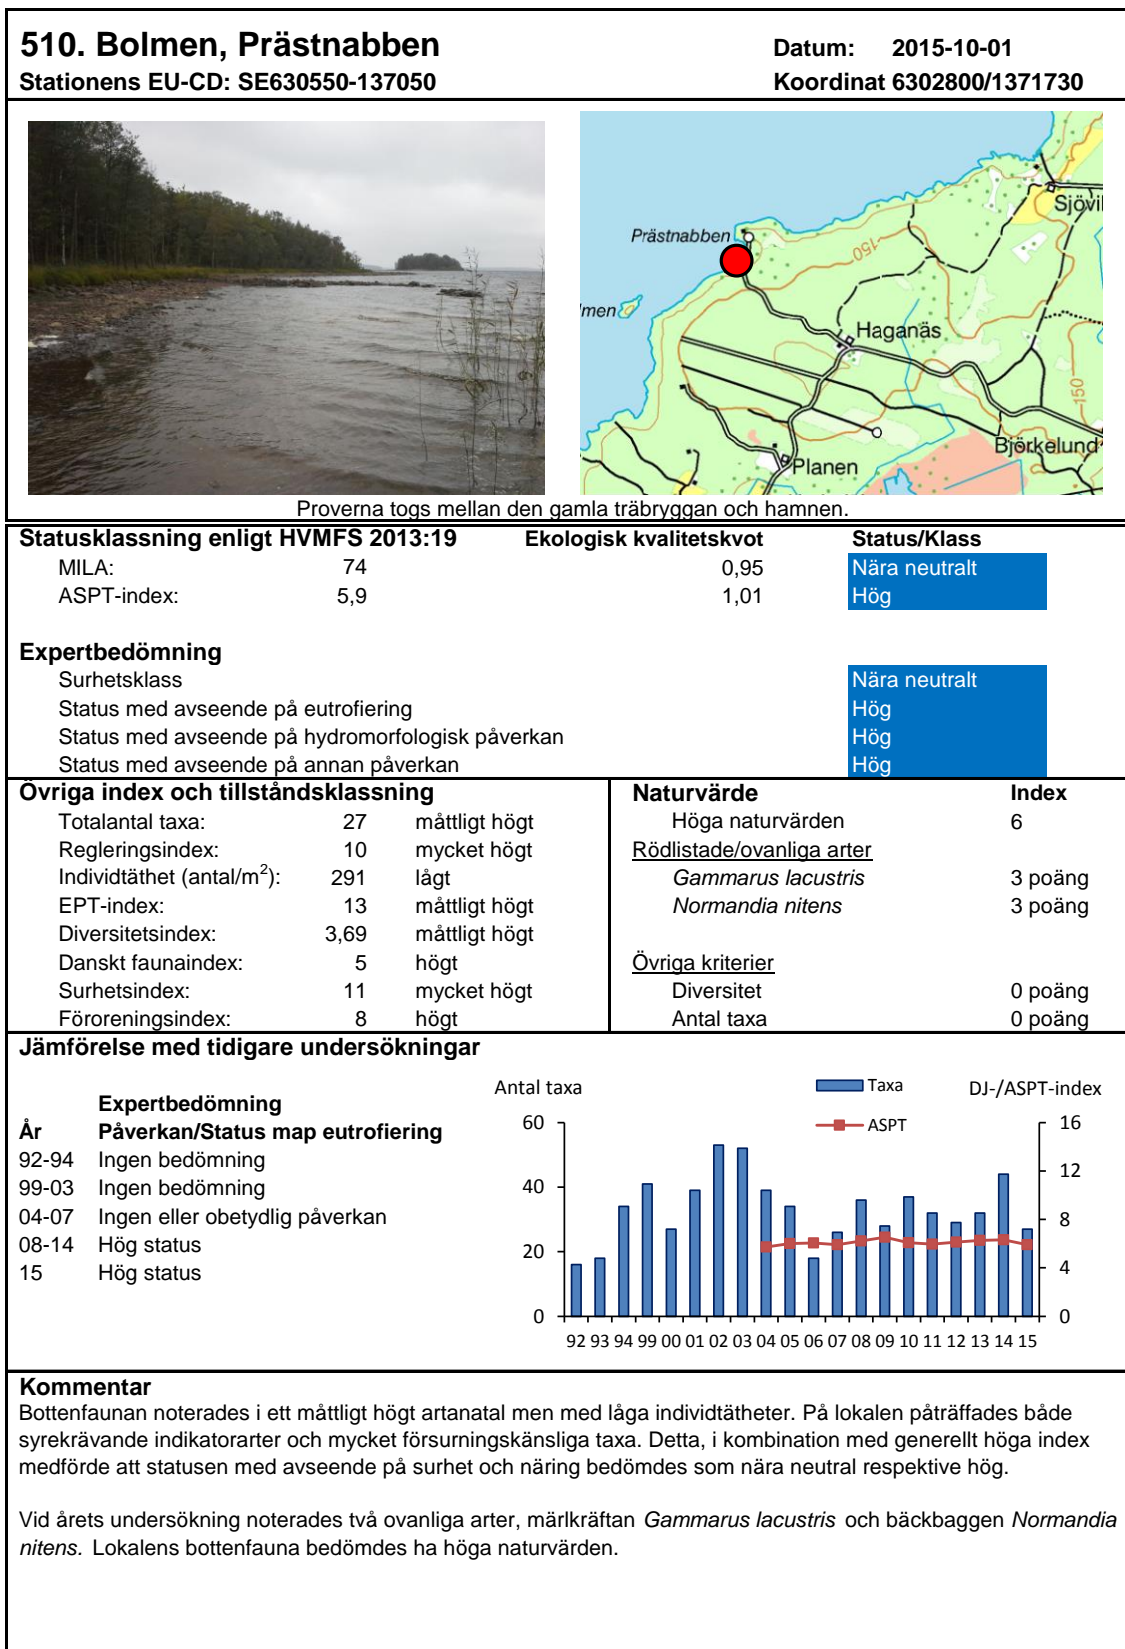 510. Bolmen, Prästnabben
Datum: 2015-10-01
Stationens EU-CD: SE630550-137050
Koordinat 6302800/1371730
Prästnabben
Sjövi
men
Haganäs
150
150
Björkelund
Planen
Proverna togs mellan den gamla träbryggan och hamnen.
Statusklassning enligt HVMFS 2013:19 Ekologisk kvalitetskvot Status/Klass
MILA: 74 0,95 Nära neutralt
ASPT-index: 5,9 1,01 Hög
Expertbedömning
Surhetsklass Nära neutralt
Status med avseende på eutrofiering Hög
Status med avseende på hydromorfologisk påverkan Hög
Status med avseende på annan påverkan Hög
Övriga index och tillståndsklassning
Totalantal taxa: 27 måttligt högt
Regleringsindex: 10 mycket högt
Individtäthet (antal/m²): 291 lågt
EPT-index: 13 måttligt högt
Diversitetsindex: 3,69 måttligt högt
Danskt faunaindex: 5 högt
Surhetsindex: 11 mycket högt
Föroreningsindex: 8 högt
Naturvärde Index
Höga naturvärden 6
Rödlistade/ovanliga arter
Gammarus lacustris 3 poäng
Normandia nitens 3 poäng
Övriga kriterier
Diversitet 0 poäng
Antal taxa 0 poäng
Jämförelse med tidigare undersökningar
Expertbedömning
År Påverkan/Status map eutrofiering
92-94 Ingen bedömning
99-03 Ingen bedömning
04-07 Ingen eller obetydlig påverkan
08-14 Hög status
15 Hög status
Antal taxa
Taxa
ASPT
DJ-/ASPT-index
60
40
20
0
16
12
8
4
0
92 93 94 99 00 01 02 03 04 05 06 07 08 09 10 11 12 13 14 15
Kommentar
Bottenfaunan noterades i ett måttligt högt artanatal men med låga individtätheter. På lokalen påträffades både
syrekrävande indikatorarter och mycket försurningskänsliga taxa. Detta, i kombination med generellt höga index
medförde att statusen med avseende på surhet och näring bedömdes som nära neutral respektive hög.
Vid årets undersökning noterades två ovanliga arter, märlkräftan Gammarus lacustris och bäckbaggen Normandia
nitens. Lokalens bottenfauna bedömdes ha höga naturvärden.